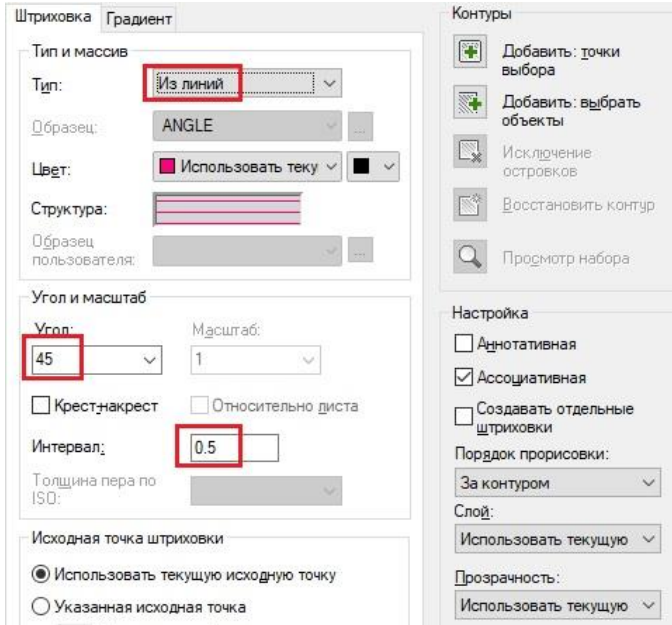 Штриховка Градиент
Тип и массив
Тип: Из линий
Образец: ANGLE ...
Цвет: Использовать теку
Структура:
Образец
пользователя: ...
Угол и масштаб
Угол: Масштаб:
45 1
Крест-накрест Относительно листа
Интервал: 0.5
Толщина пера по
ISO:
Исходная точка штриховки
Использовать текущую исходную точку
Указанная исходная точка
Контуры
Добавить: точки
выбора
Добавить: выбрать
объекты
Исключение
островков
Восстановить контур
Просмотр набора
Настройка
Аннотативная
Ассоциативная
Создавать отдельные
штриховки
Порядок прорисовки:
За контуром
Слой:
Использовать текущую
Прозрачность:
Использовать текущую